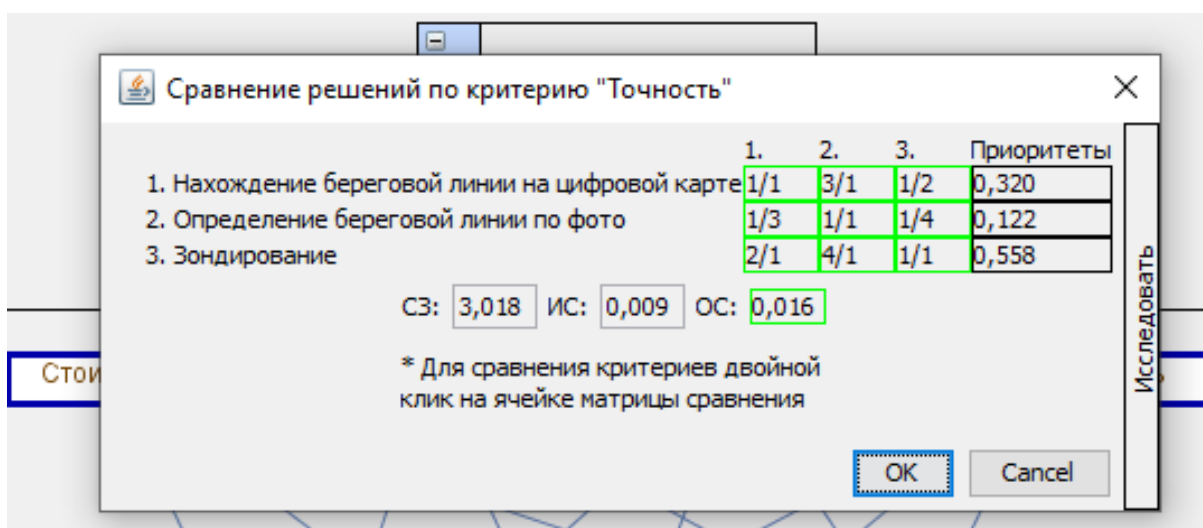 Сравнение решений по критерию "Точность"
1. 2. 3. Приоритеты
1. Нахождение береговой линии на цифровой карте 1/1 3/1 1/2 0,320
2. Определение береговой линии по фото 1/3 1/1 1/4 0,122
3. Зондирование 2/1 4/1 1/1 0,558
СЗ: 3,018 ИС: 0,009 ОС: 0,016
* Для сравнения критериев двойной
клик на ячейке матрицы сравнения
Исследовать
Стои
OK Cancel